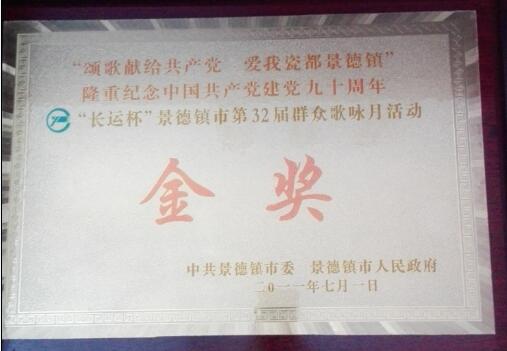 “颂歌献给共产党 爱我瓷都景德镇”
隆重纪念中国共产党建党九十周年
“长运杯”景德镇市第32届群众歌咏月活动
金奖
中共景德镇市委 景德镇市人民政府
二〇一一年七月一日